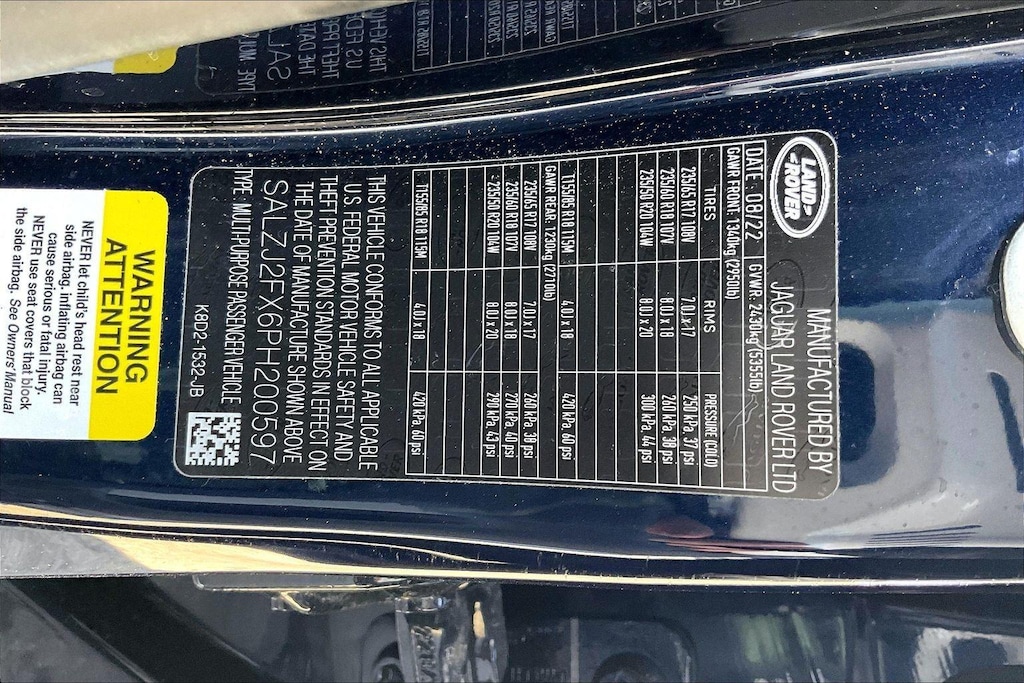 LAND-
ROVER
MANUFACTURED BY
JAGUAR LAND ROVER LTD
DATE: 08/22 GVWR: 2430kg (5355lb)
GAWR FRONT: 1340kg (2950lb)
TIRES RIMS PRESSURE (COLD)
235/65 R17 108V 7.0J x 17 250 kPa 37 psi
235/60 R18 107V 8.0J x 18 260 kPa 38 psi
235/50 R20 104W 8.0J x 20 300 kPa 44 psi
T155/85 R18 115M 4.0J x 18 420 kPa 60 psi
GAWR REAR: 1230kg (2710lb)
235/65 R17 108V 7.0J x 17 260 kPa 38 psi
235/60 R18 107V 8.0J x 18 270 kPa 40 psi
235/50 R20 104W 8.0J x 20 290 kPa 43 psi
T155/85 R18 115M 4.0J x 18 420 kPa 60 psi
THIS VEHICLE CONFORMS TO ALL APPLICABLE
U.S. FEDERAL MOTOR VEHICLE SAFETY AND
THEFT PREVENTION STANDARDS IN EFFECT ON
THE DATE OF MANUFACTURE SHOWN ABOVE
SALZJ2FX6PH200597
TYPE: MULTI-PURPOSE PASSENGER VEHICLE
K8D2-1532-JB
WARNING
ATTENTION
NEVER let child's head rest near
side airbag. Inflating airbag can
cause serious or fatal injury.
NEVER use seat covers that block
the side airbag. See Owners Manual